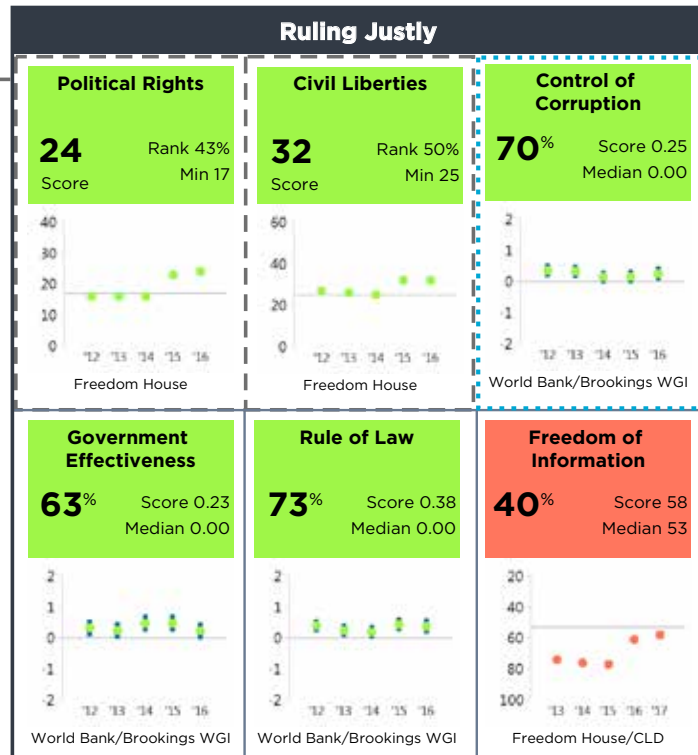 Ruling Justly
Political Rights
24
Score
Rank 43%
Min 17
40
30
20
10
0
'12 '13 '14 '15 '16
Freedom House
Civil Liberties
32
Score
Rank 50%
Min 25
60
40
20
0
'12 '13 '14 '15 '16
Freedom House
Control of
Corruption
70%
Score 0.25
Median 0.00
2
1
0
-1
-2
'12 '13 '14 '15 '16
World Bank/Brookings WGI
Government
Effectiveness
63%
Score 0.23
Median 0.00
2
1
0
-1
-2
'12 '13 '14 '15 '16
World Bank/Brookings WGI
Rule of Law
73%
Score 0.38
Median 0.00
2
1
0
-1
-2
'12 '13 '14 '15 '16
World Bank/Brookings WGI
Freedom of
Information
40%
Score 58
Median 53
20
40
60
80
100
'13 '14 '15 '16 '17
Freedom House/CLD